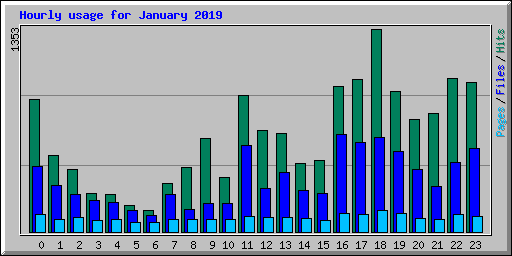 Hourly usage for January 2019
1353
Pages / Files / Hits
0 1 2 3 4 5 6 7 8 9 10 11 12 13 14 15 16 17 18 19 20 21 22 23